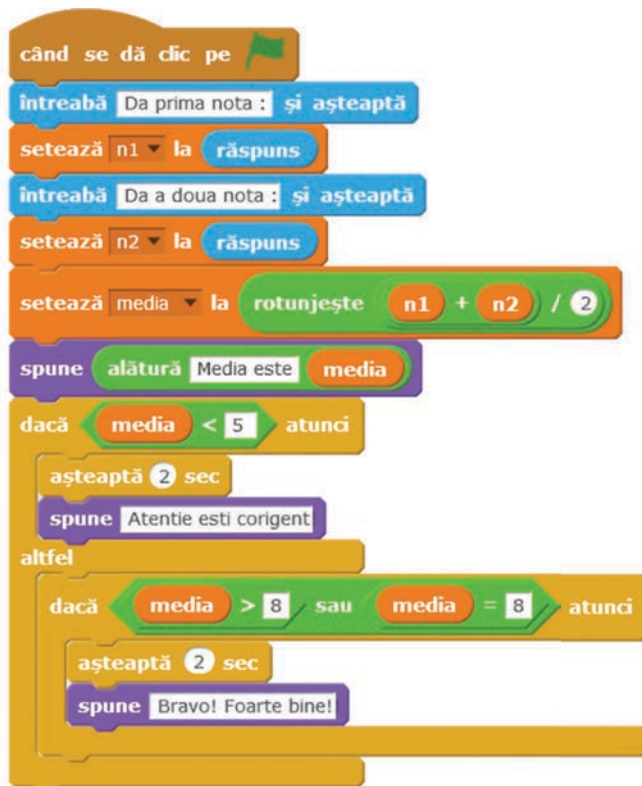 când se dă clic pe
întreabă Da prima nota : și așteaptă
setează n1 la răspuns
întreabă Da a doua nota : și așteaptă
setează n2 la răspuns
setează media la rotunjește n1 + n2 / 2
spune alătură Media este media
dacă media < 5 atunci
așteaptă 2 sec
spune Atentie esti corigent!
altfel
dacă media > 8 sau media = 8 atunci
așteaptă 2 sec
spune Bravo! Foarte bine!